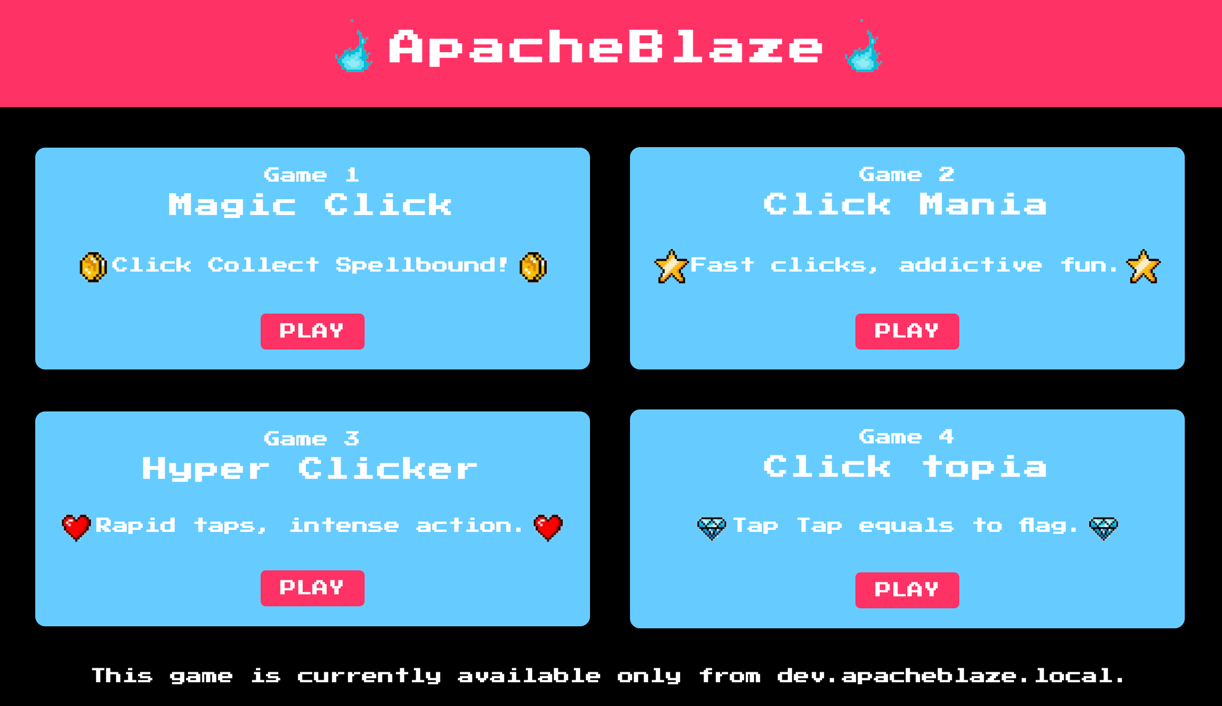 ApacheBlaze
Game 1
Magic Click
Click Collect Spellbound!
PLAY
Game 2
Click Mania
Fast clicks, addictive fun.
PLAY
Game 3
Hyper Clicker
Rapid taps, intense action.
PLAY
Game 4
Click topia
Tap Tap equals to flag.
PLAY
This game is currently available only from dev.apacheblaze.local.